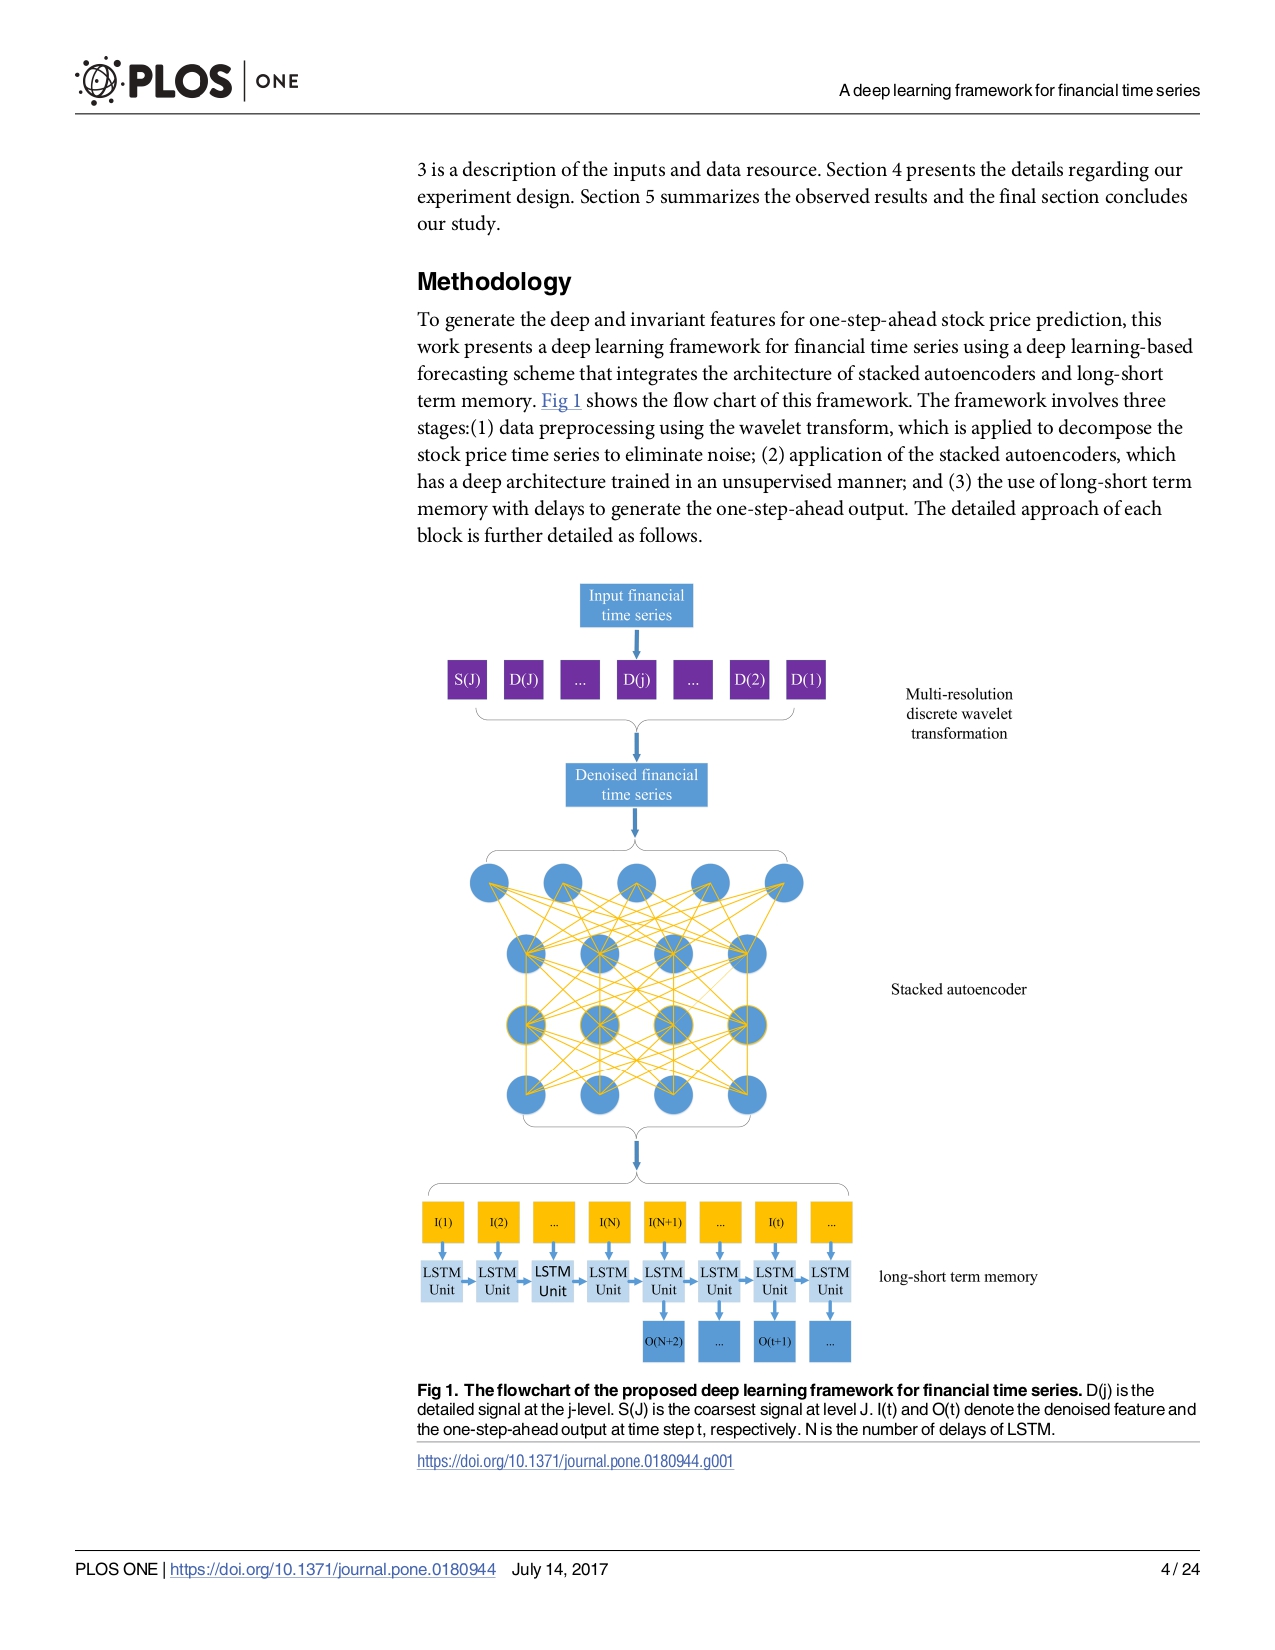 PLOS ONE
A deep learning framework for financial time series
3 is a description of the inputs and data resource. Section 4 presents the details regarding our
experiment design. Section 5 summarizes the observed results and the final section concludes
our study.
Methodology
To generate the deep and invariant features for one-step-ahead stock price prediction, this
work presents a deep learning framework for financial time series using a deep learning-based
forecasting scheme that integrates the architecture of stacked autoencoders and long-short
term memory. Fig 1 shows the flow chart of this framework. The framework involves three
stages:(1) data preprocessing using the wavelet transform, which is applied to decompose the
stock price time series to eliminate noise; (2) application of the stacked autoencoders, which
has a deep architecture trained in an unsupervised manner; and (3) the use of long-short term
memory with delays to generate the one-step-ahead output. The detailed approach of each
block is further detailed as follows.
Input financial
time series
S(J) D(J) ... D(j) ... D(2) D(1)
Multi-resolution
discrete wavelet
transformation
Denoised financial
time series
Stacked autoencoder
I(1) I(2) ... I(N) I(N+1) ... I(t) ...
LSTM LSTM LSTM LSTM LSTM LSTM LSTM LSTM
Unit Unit Unit Unit Unit Unit Unit Unit
long-short term memory
O(N+2) ... O(t+1) ...
Fig 1. The flowchart of the proposed deep learning framework for financial time series. D(j) is the
detailed signal at the j-level. S(J) is the coarsest signal at level J. I(t) and O(t) denote the denoised feature and
the one-step-ahead output at time step t, respectively. N is the number of delays of LSTM.
https://doi.org/10.1371/journal.pone.0180944.g001
PLOS ONE | https://doi.org/10.1371/journal.pone.0180944 July 14, 2017
4 / 24